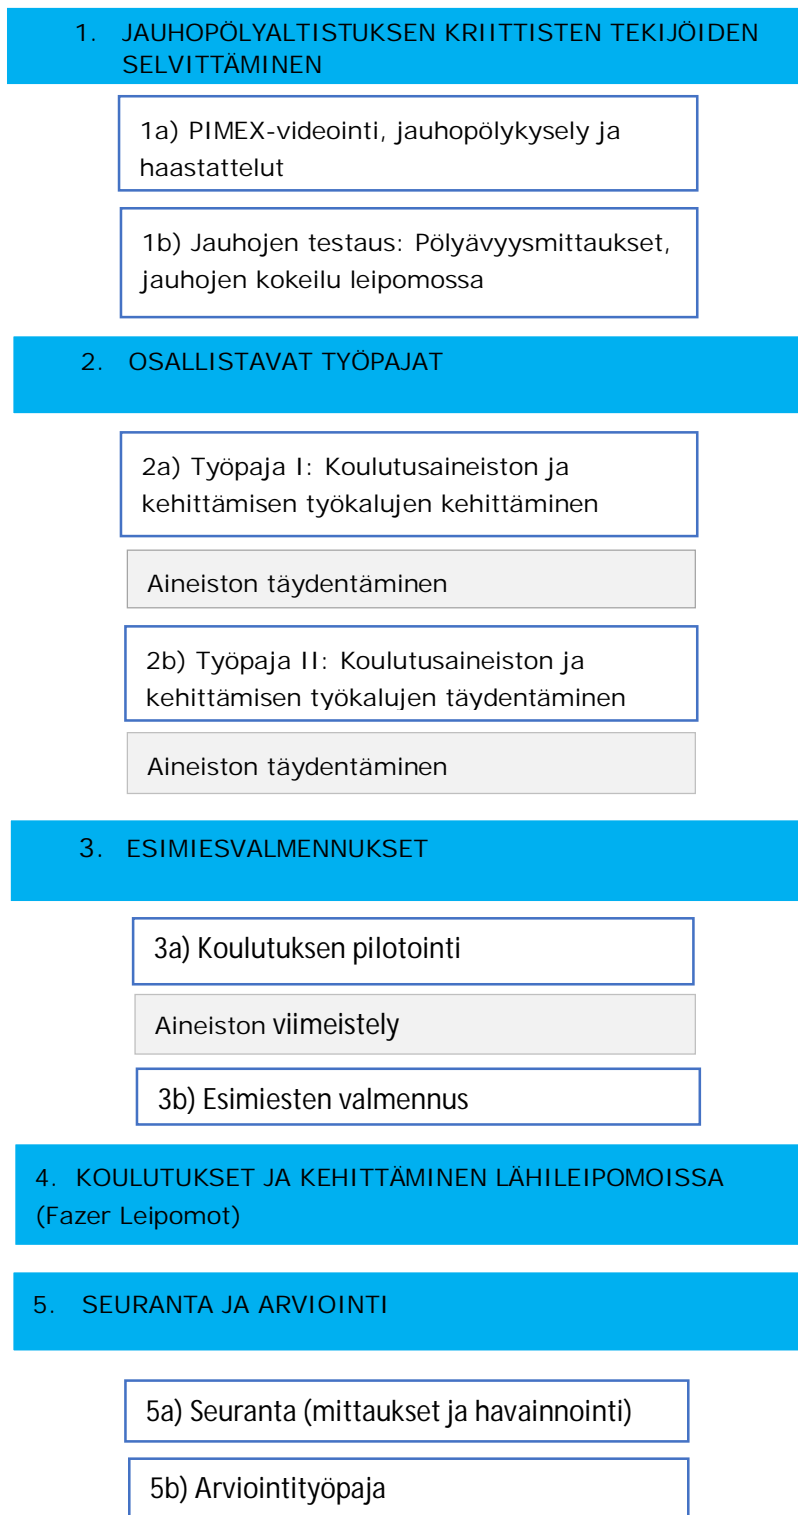 1. JAUHOPÖLYALTISTUKSEN KRIITTISTEN TEKIJÖIDEN
SELVITTÄMINEN
1a) PIMEX-videointi, jauhopölykysely ja
haastattelut
1b) Jauhojen testaus: Pölyävyysmittaukset,
jauhojen kokeilu leipomossa
2. OSALLISTAVAT TYÖPAJAT
2a) Työpaja I: Koulutusaineiston ja
kehittämisen työkalujen kehittäminen
Aineiston täydentäminen
2b) Työpaja II: Koulutusaineiston ja
kehittämisen työkalujen täydentäminen
Aineiston täydentäminen
3. ESIMIESVALMENNUKSET
3a) Koulutuksen pilotointi
Aineiston viimeistely
3b) Esimiesten valmennus
4. KOULUTUKSET JA KEHITTÄMINEN LÄHILEIPOMOISSA
(Fazer Leipomot)
5. SEURANTA JA ARVIOINTI
5a) Seuranta (mittaukset ja havainnointi)
5b) Arviointityöpaja